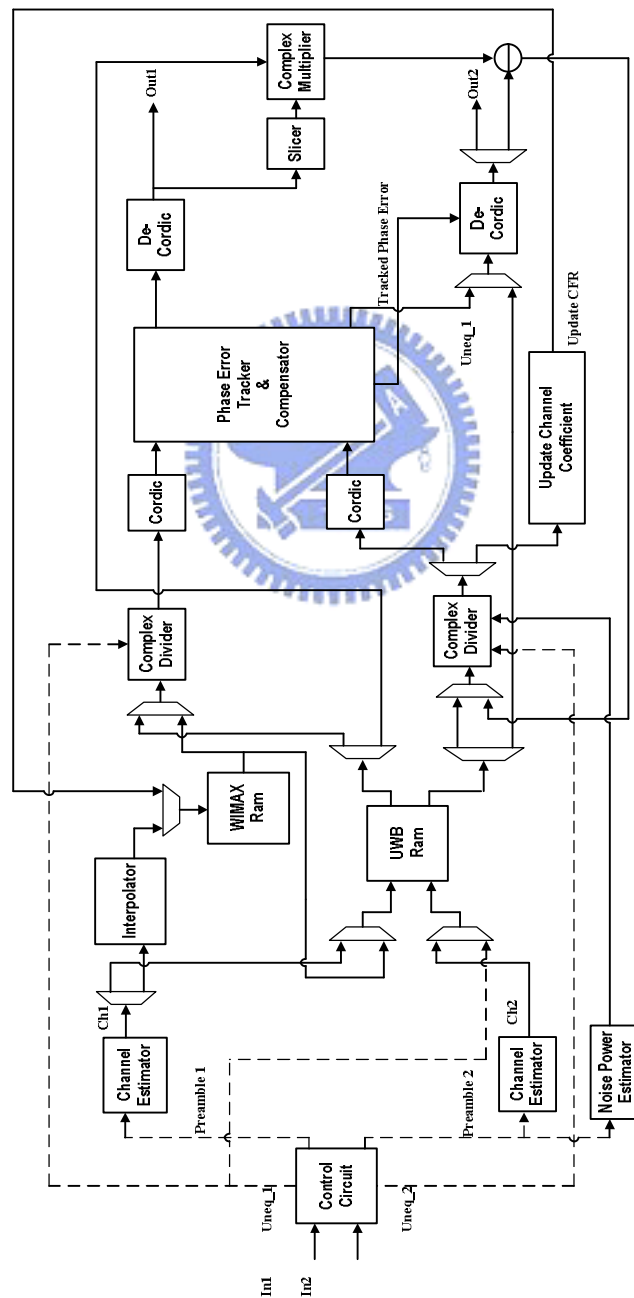 In1
In2
Uneq_1
Control
Circuit
Uneq_2
Preamble 1
Preamble 2
Channel
Estimator
Ch1
Channel
Estimator
Ch2
Noise Power
Estimator
Interpolator
WIMAX
Ram
UWB
Ram
Complex
Divider
Complex
Divider
Cordic
Cordic
Update Channel
Coefficient
Update CFR
Phase Error
Tracker
&
Compensator
Uneq_1
Tracked Phase Error
De-
Cordic
De-
Cordic
Slicer
Complex
Multiplier
Out1
Out2